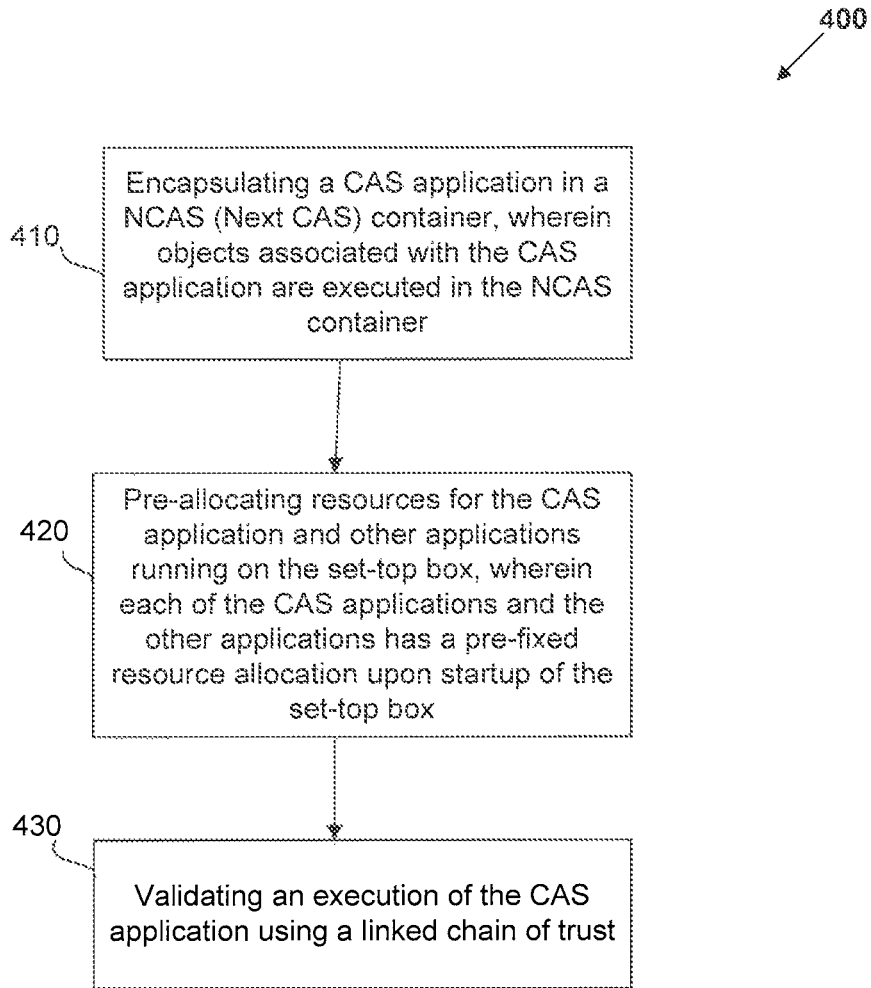 400
410
Encapsulating a CAS application in a
NCAS (Next CAS) container, wherein
objects associated with the CAS
application are executed in the NCAS
container
420
Pre-allocating resources for the CAS
application and other applications
running on the set-top box, wherein
each of the CAS applications and the
other applications has a pre-fixed
resource allocation upon startup of the
set-top box
430
Validating an execution of the CAS
application using a linked chain of trust